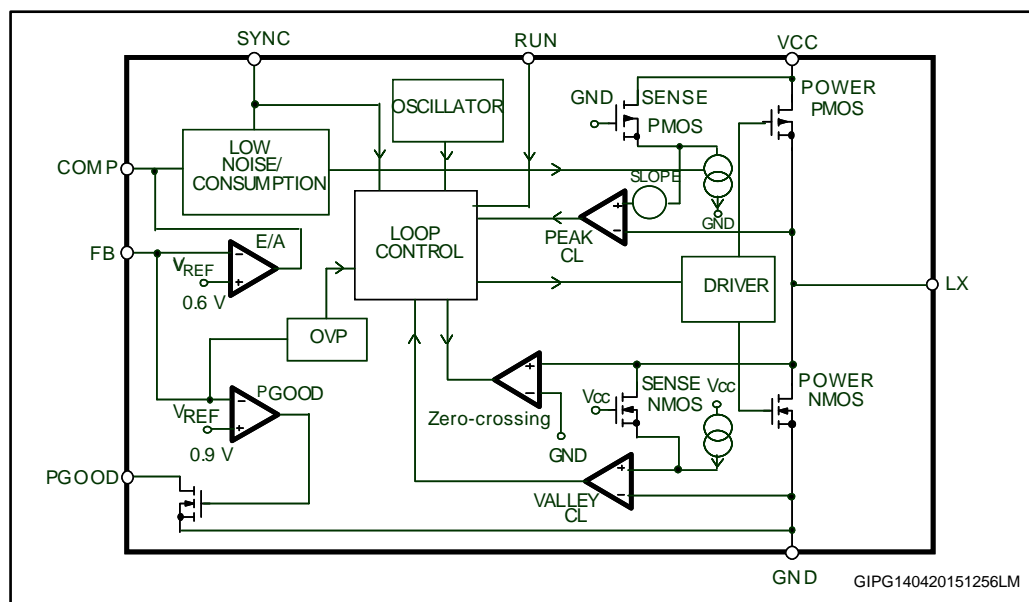 SYNC
RUN
VCC
OSCILLATOR
GND
SENSE
PMOS
POWER
PMOS
COMP
LOW
NOISE/
CONSUMPTION
SLOPE
+
-
GND
PEAK
CL
LOOP
CONTROL
FB
E/A
-
+
VREF
0.6 V
DRIVER
LX
OVP
PGOOD
-
+
VREF
0.9 V
+
-
Zero-crossing
GND
Vcc
SENSE
NMOS
Vcc
POWER
NMOS
PGOOD
+
-
VALLEY
CL
GND
GIPG140420151256LM